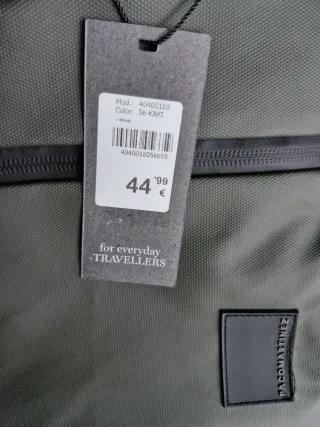 Mod.: 40400160
Color: 56-KAKI
4040016056659
44'99
€
for everyday
TRAVELLERS
PACOMARTINEZ